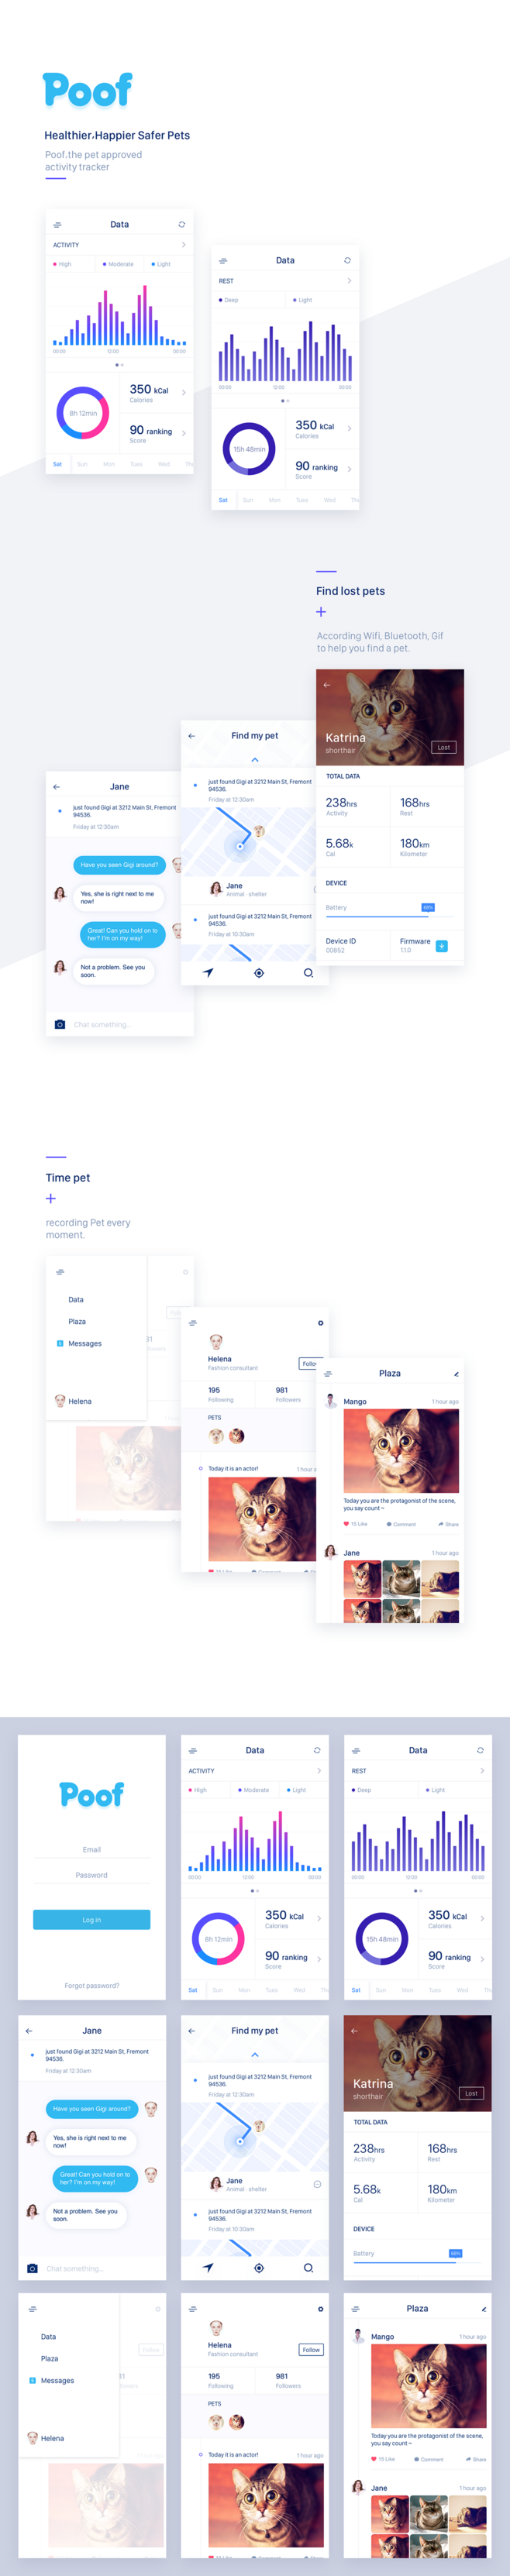 Poof
Healthier,Happier Safer Pets
Poof,the pet approved
activity tracker
Data
ACTIVITY
High
Moderate
Light
00:00
12:00
00:00
8h 12min
350 kCal
Calories
90 ranking
Score
Sat
Sun
Mon
Tues
Wed
Data
REST
Deep
Light
00:00
12:00
00:00
15h 48min
350 kCal
Calories
90 ranking
Score
Sat
Sun
Mon
Tues
Wed
Find lost pets
According Wifi, Bluetooth, Gif
to help you find a pet.
Katrina
shorthair
Lost
TOTAL DATA
238hrs
Activity
168hrs
Rest
5.68k
Cal
180km
Kilometer
DEVICE
Battery
88%
Device ID
00852
Firmware
1.1.0
Find my pet
just found Gigi at 3212 Main St, Fremont
94536.
Friday at 12:30am
Jane
Animal · shelter
just found Gigi at 3212 Main St, Fremont
94536.
Friday at 10:30am
Jane
just found Gigi at 3212 Main St, Fremont
94536.
Friday at 12:30am
Have you seen Gigi around?
Yes, she is right next to me
now!
Great! Can you hold on to
her? I'm on my way!
Not a problem. See you
soon.
Chat something...
Time pet
recording Pet every
moment.
Data
Plaza
Messages
Helena
Helena
Fashion consultant
Follow
195
Following
981
Followers
PETS
Today it is an actor!
1 hour a
Plaza
Mango
1 hour ago
Today you are the protagonist of the scene,
you say count ~
15 Like
Comment
Share
Jane
1 hour ago
Poof
Email
Password
Log in
Forgot password?
Data
ACTIVITY
High
Moderate
Light
00:00
12:00
00:00
8h 12min
350 kCal
Calories
90 ranking
Score
Sat
Sun
Mon
Tues
Wed
Data
REST
Deep
Light
00:00
12:00
00:00
15h 48min
350 kCal
Calories
90 ranking
Score
Sat
Sun
Mon
Tues
Wed
Jane
just found Gigi at 3212 Main St, Fremont
94536.
Friday at 12:30am
Have you seen Gigi around?
Yes, she is right next to me
now!
Great! Can you hold on to
her? I'm on my way!
Not a problem. See you
soon.
Chat something...
Find my pet
just found Gigi at 3212 Main St, Fremont
94536.
Friday at 12:30am
Jane
Animal · shelter
just found Gigi at 3212 Main St, Fremont
94536.
Friday at 10:30am
Katrina
shorthair
Lost
TOTAL DATA
238hrs
Activity
168hrs
Rest
5.68k
Cal
180km
Kilometer
DEVICE
Battery
88%
Data
Plaza
Messages
Helena
Follow
Helena
Fashion consultant
Follow
195
Following
981
Followers
PETS
Today it is an actor!
1 hour ago
Plaza
Mango
1 hour ago
Today you are the protagonist of the scene,
you say count ~
15 Like
Comment
Share
Jane
1 hour ago